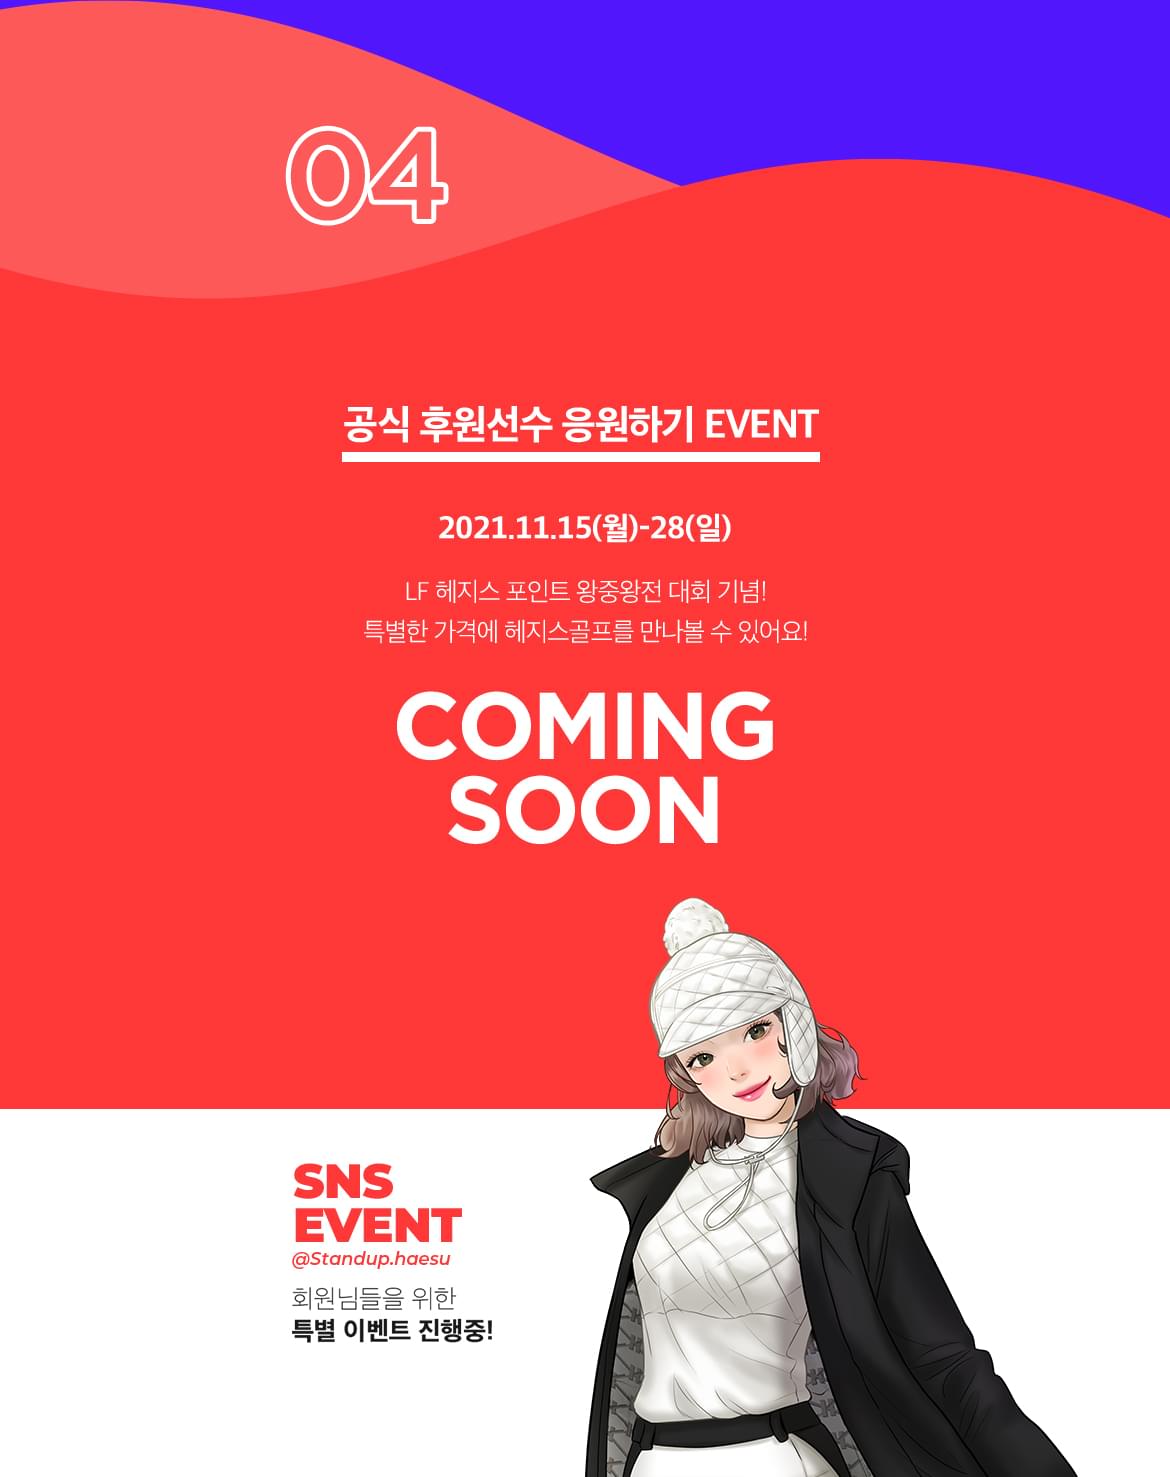 04
공식 후원선수 응원하기 EVENT
2021.11.15(월)-28(일)
LF 헤지스 포인트 왕중왕전 대회 기념!
특별한 가격에 헤지스골프를 만나볼 수 있어요!
COMING
SOON
SNS
EVENT
@Standup.haesu
회원님들을 위한
특별 이벤트 진행중!